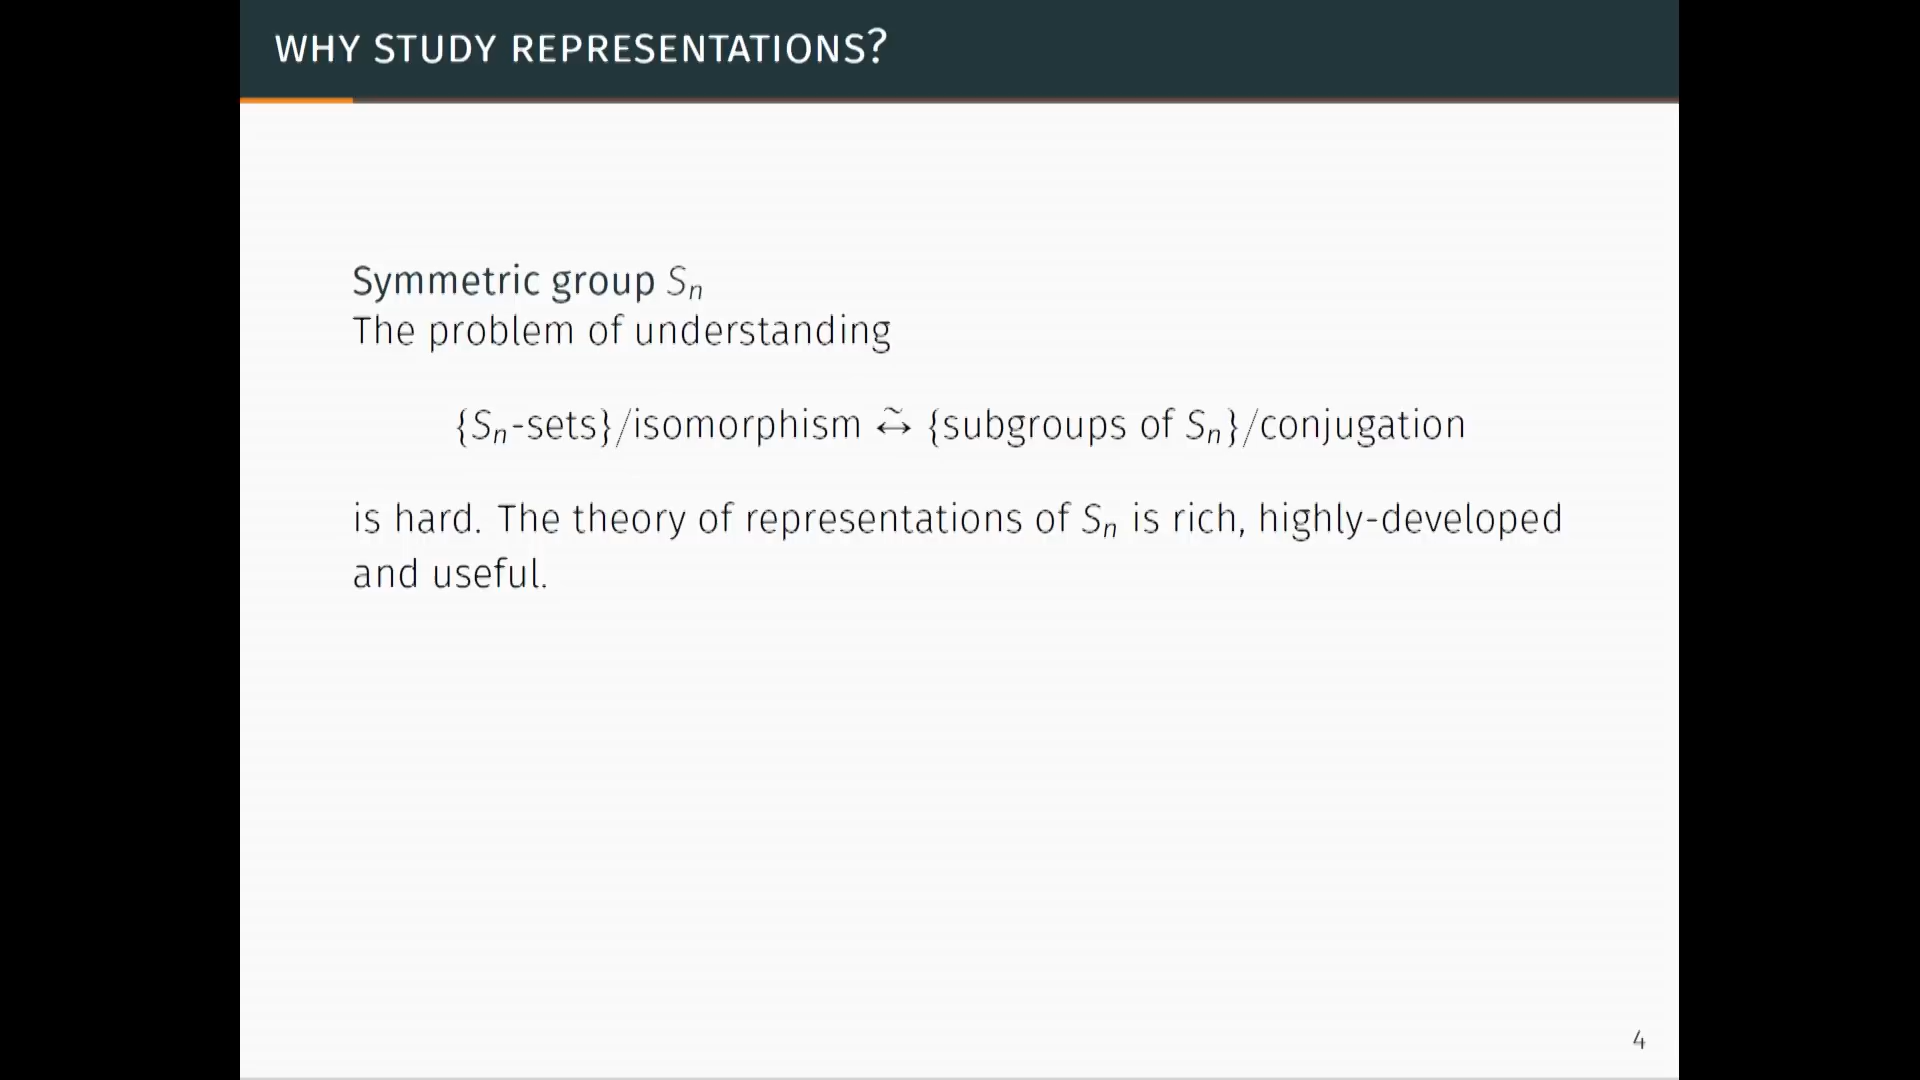 WHY STUDY REPRESENTATIONS?
Symmetric group Sₙ
The problem of understanding
{Sₙ-sets}/isomorphism ↔̃ {subgroups of Sₙ}/conjugation
is hard. The theory of representations of Sₙ is rich, highly-developed
and useful.
4